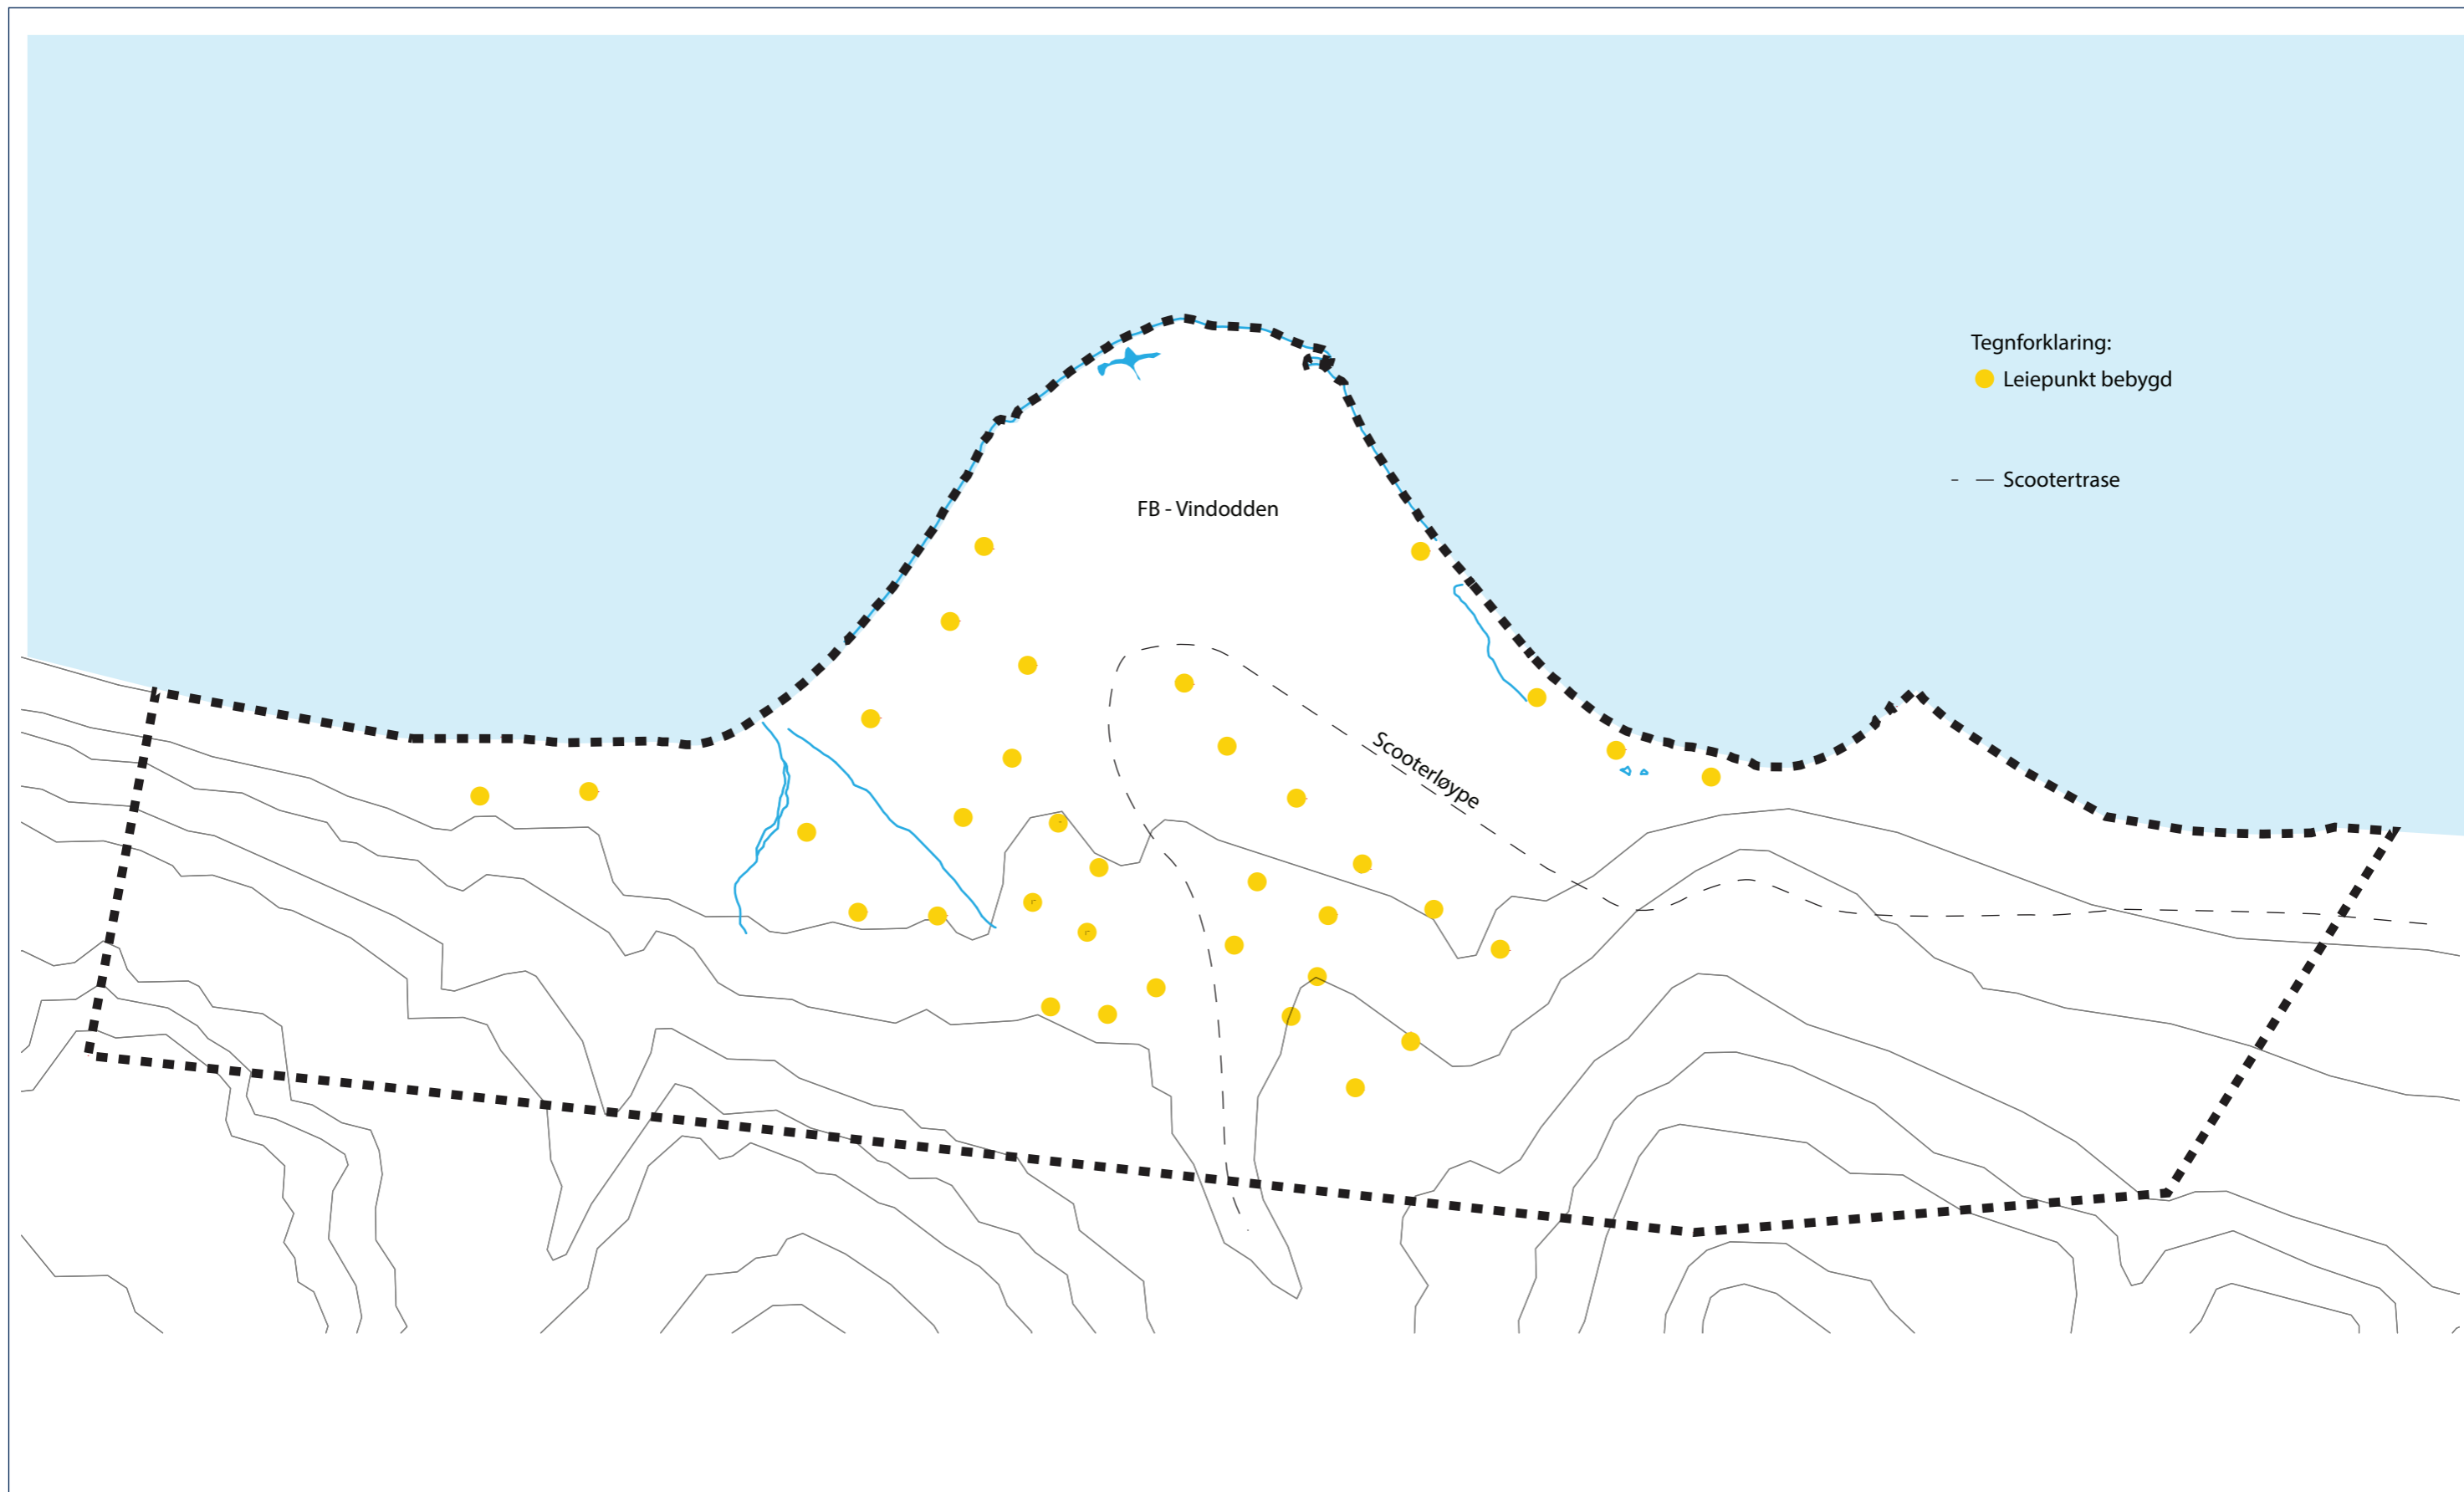 Tegnforklaring:
Leiepunkt bebygd
Scootertrase
FB - Vindodden
Scooterløype